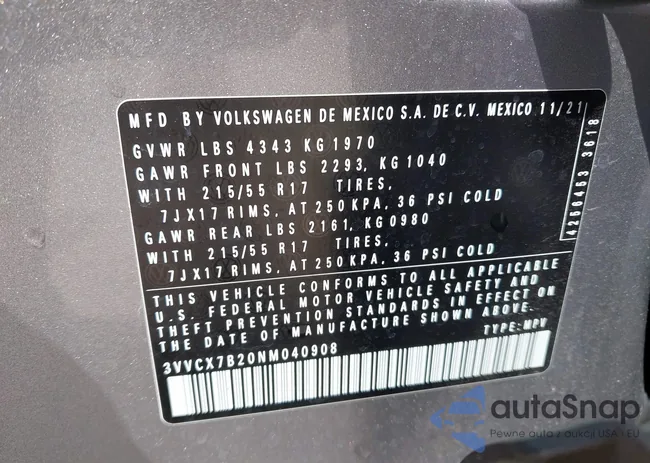 MFD BY VOLKSWAGEN DE MEXICO S.A. DE C.V. MEXICO 11/21
GVWR LBS 4343 KG 1970
GAWR FRONT LBS 2293, KG 1040
WITH 215/55 R17 TIRES,
7JX17 RIMS, AT 250 KPA, 36 PSI COLD
GAWR REAR LBS 2161, KG 0980
WITH 215/55 R17 TIRES,
7JX17 RIMS, AT 250 KPA, 36 PSI COLD
THIS VEHICLE CONFORMS TO ALL APPLICABLE
U.S. FEDERAL MOTOR VEHICLE SAFETY AND
THEFT PREVENTION STANDARDS IN EFFECT ON
THE DATE OF MANUFACTURE SHOWN ABOVE.
TYPE: MPV
3VVCX7B20NM040908
4256453 3618
autaSnap
Pewne auta z aukcji USA - EU